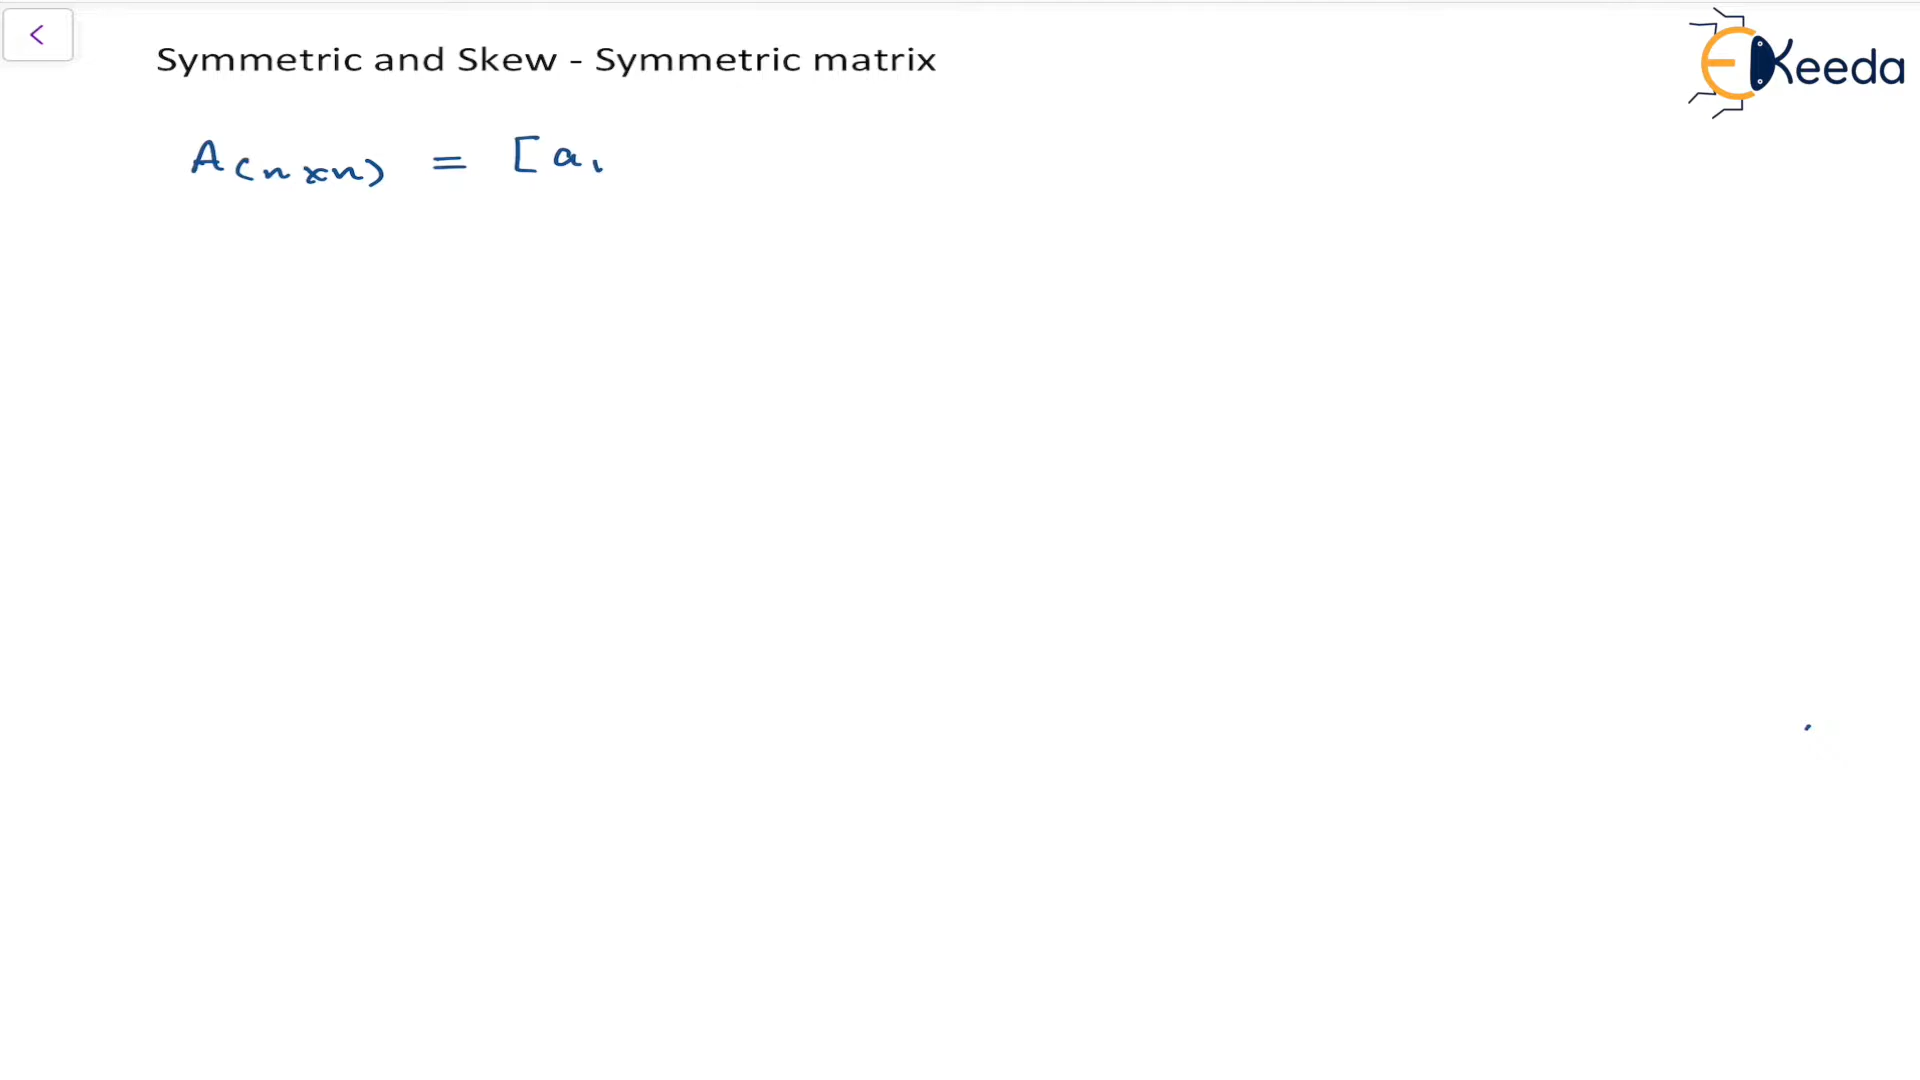 Symmetric and Skew - Symmetric matrix
EKeeda
A(n×n) = [a